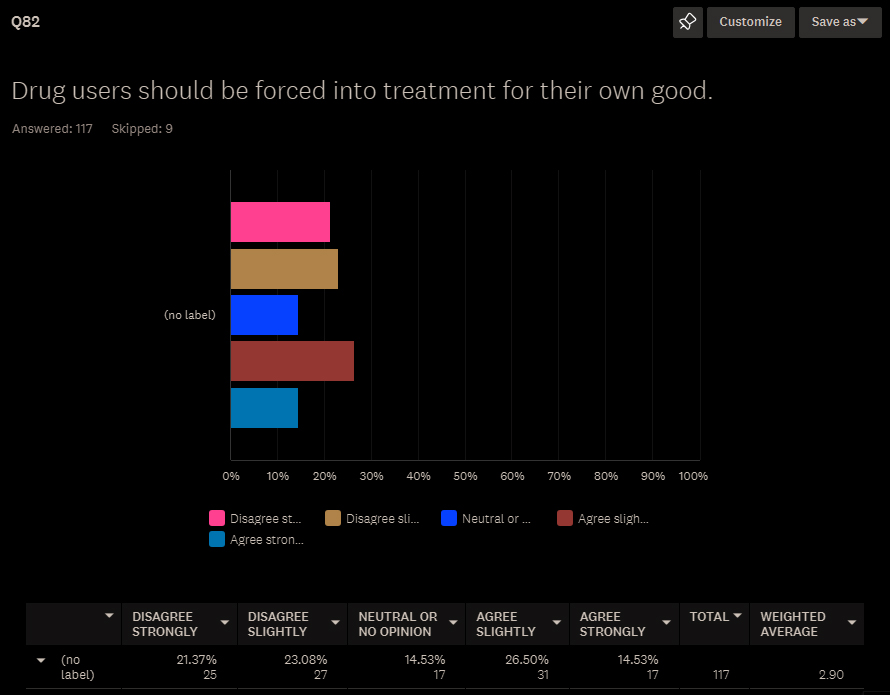 Q82
Customize
Save as
Drug users should be forced into treatment for their own good.
Answered: 117 Skipped: 9
(no label)
0% 10% 20% 30% 40% 50% 60% 70% 80% 90% 100%
Disagree st... Disagree sli... Neutral or ... Agree sligh...
Agree stron...
DISAGREE STRONGLY DISAGREE SLIGHTLY NEUTRAL OR NO OPINION AGREE SLIGHTLY AGREE STRONGLY TOTAL WEIGHTED AVERAGE
(no label) 21.37% 23.08% 14.53% 26.50% 14.53%
25 27 17 31 17 117 2.90